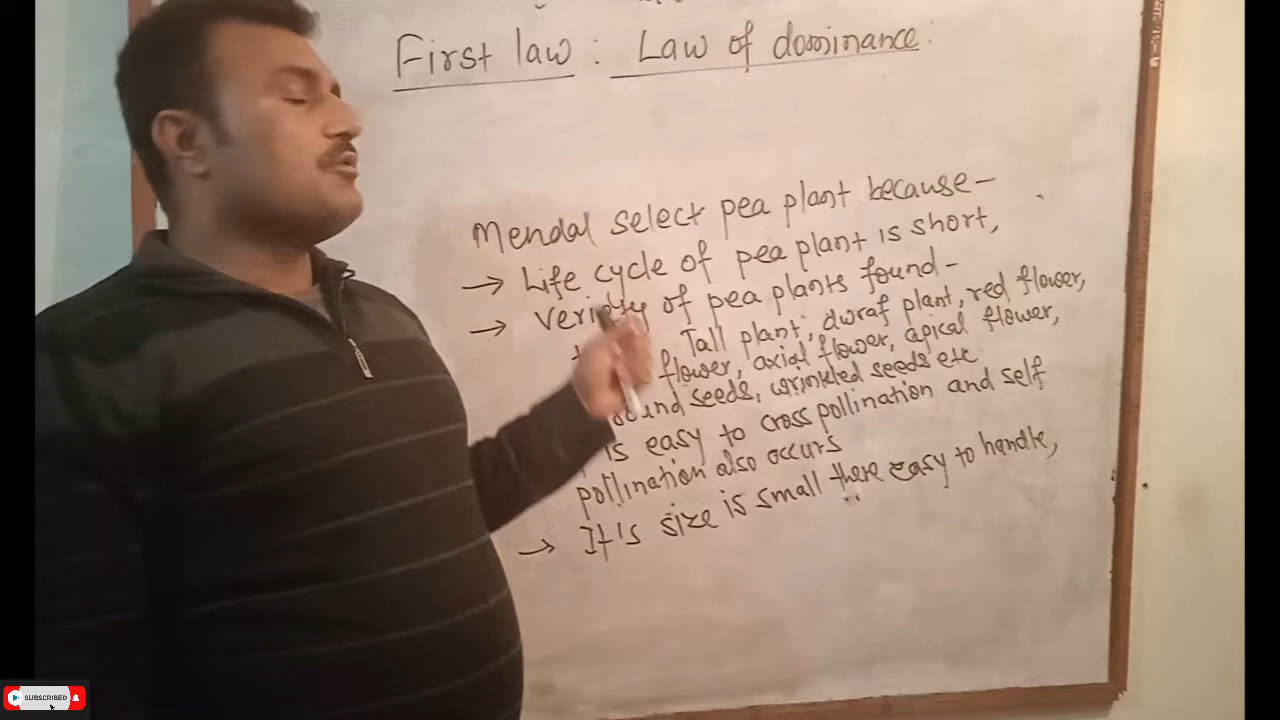 First law : Law of dominance:
Mendal select pea plant because-
→ Life cycle of pea plant is short,
→ Veriety of pea plants found-
Tall plant, dwraf plant, red flower,
flower, axial flower, apical flower,
round seeds, wrinkled seeds etc
is easy to cross pollination and self
pollination also occurs
→ It's size is small there easy to handle,
SUBSCRIBED